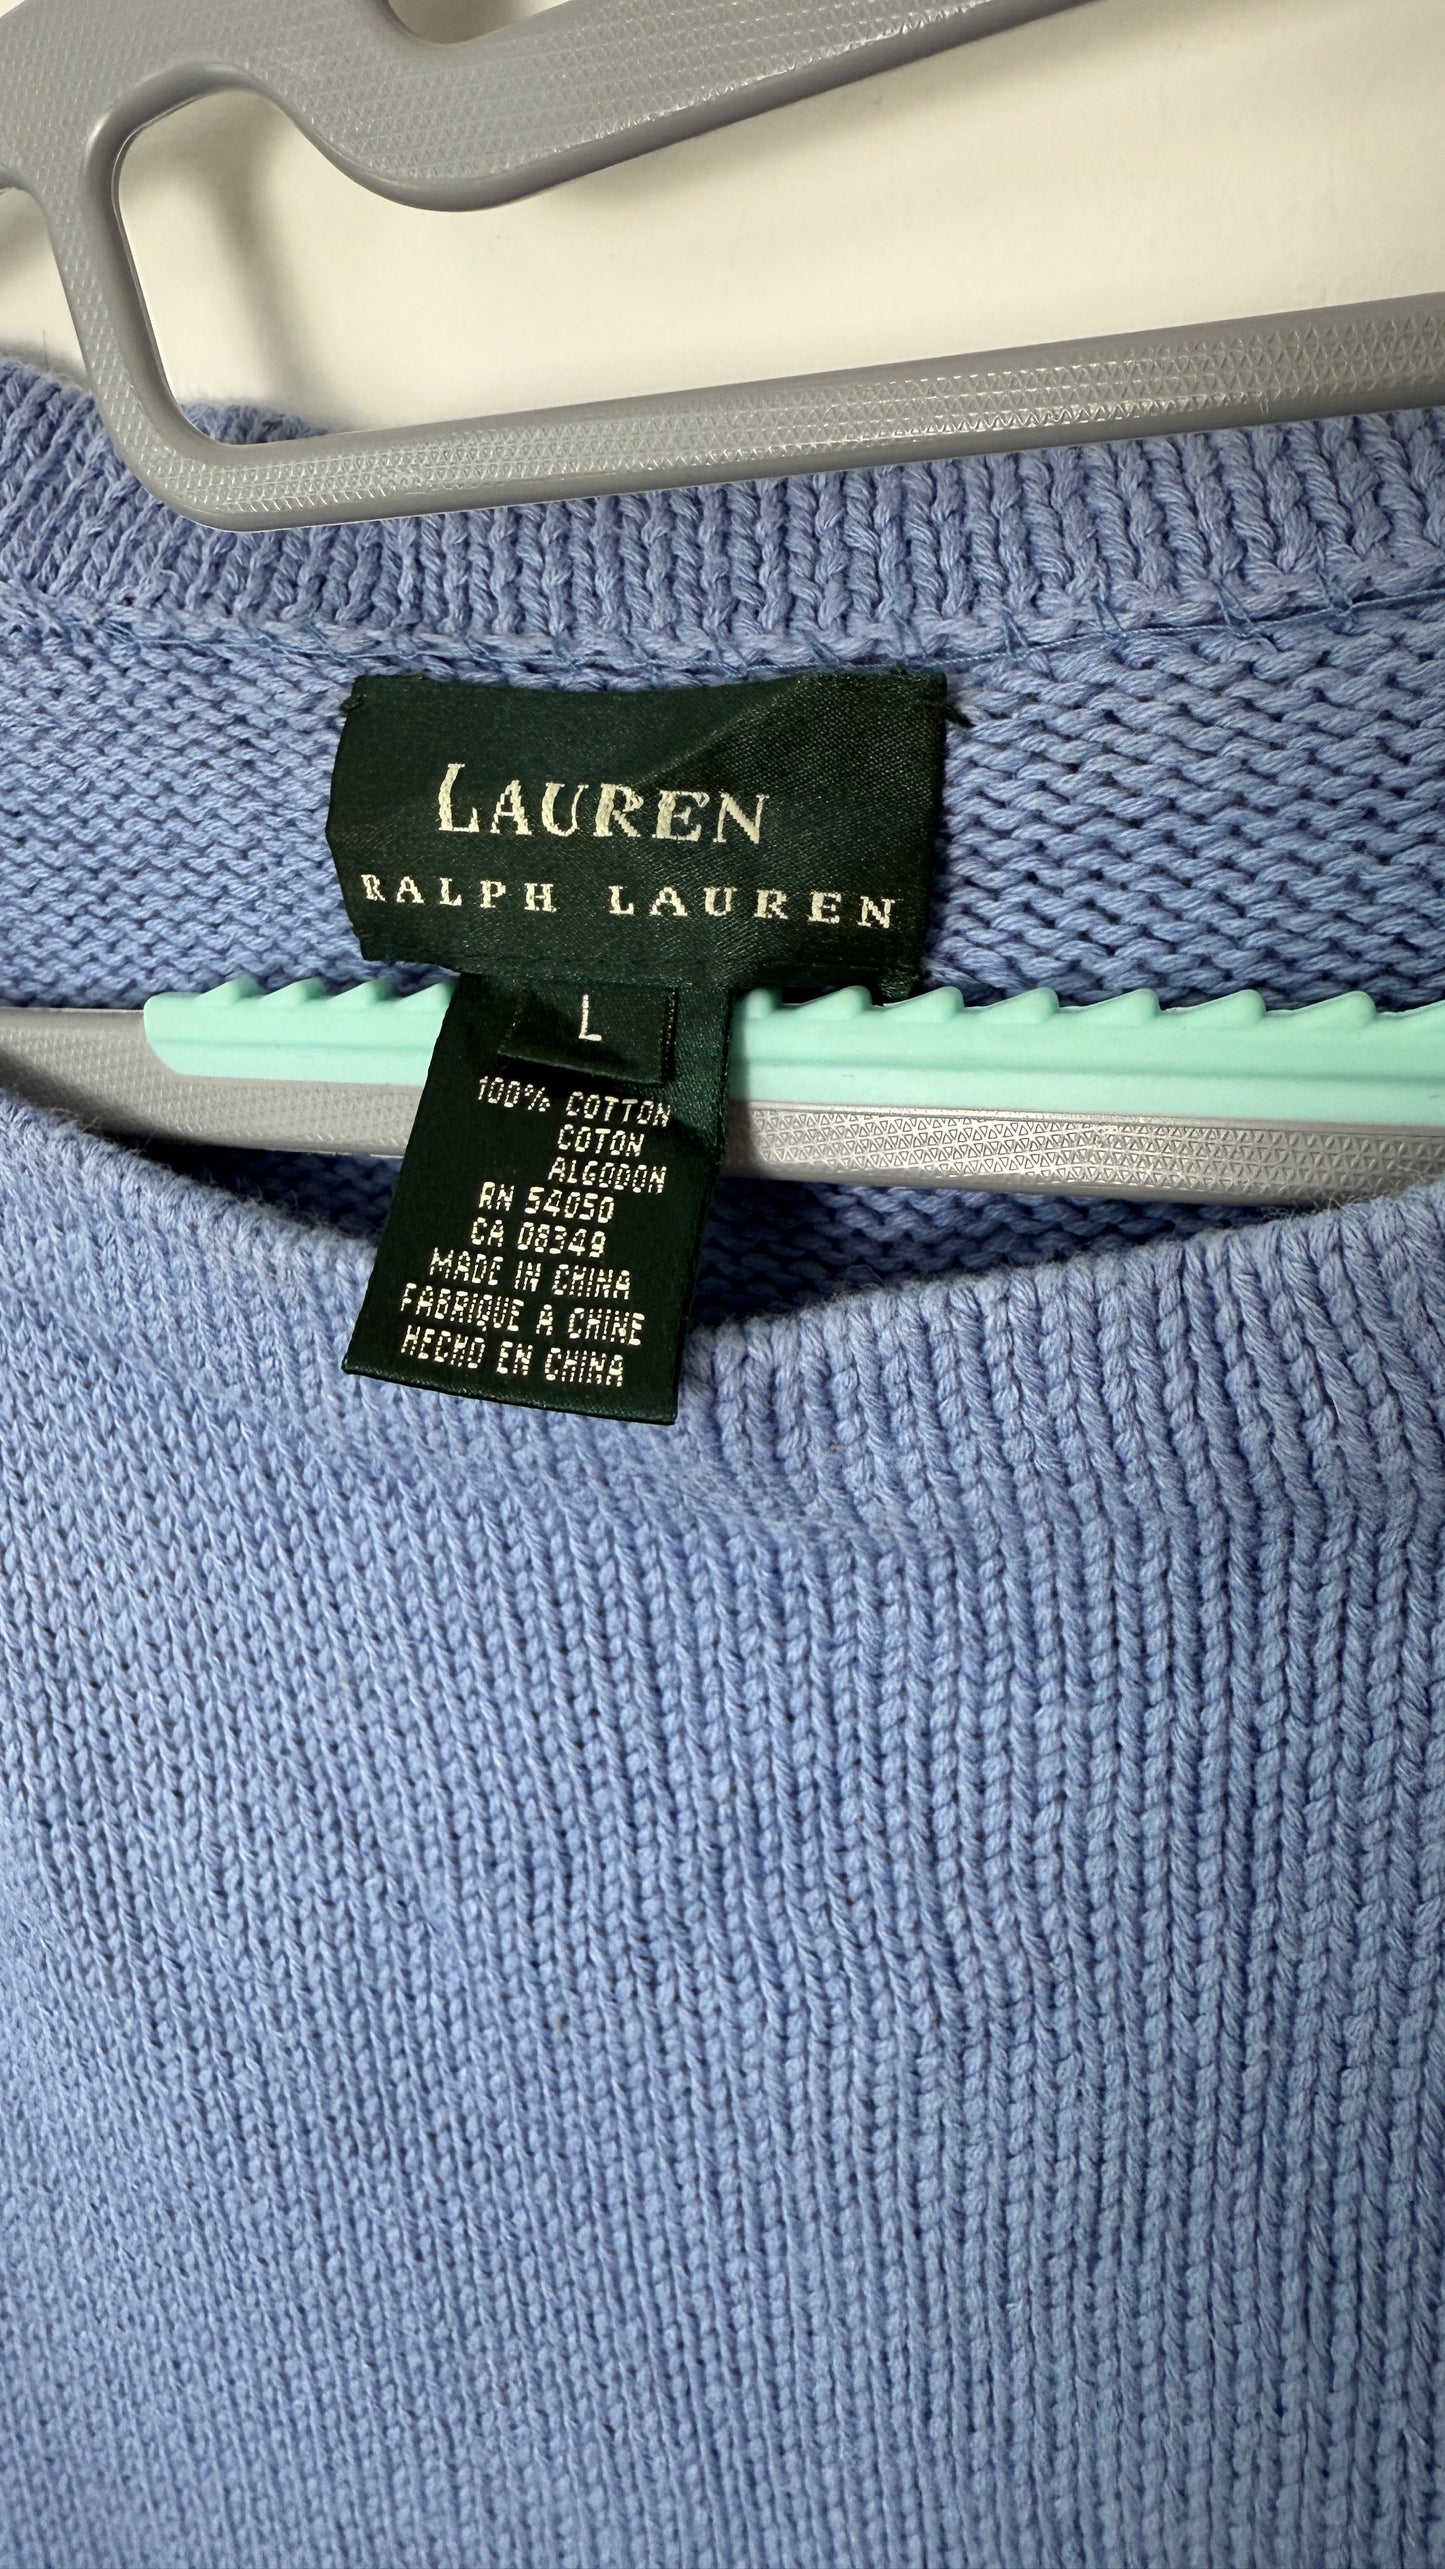 LAUREN
RALPH LAUREN
L
100% COTTON
COTON
ALGODON
RN 54050
CA 08349
MADE IN CHINA
FABRIQUE A CHINE
HECHO EN CHINA